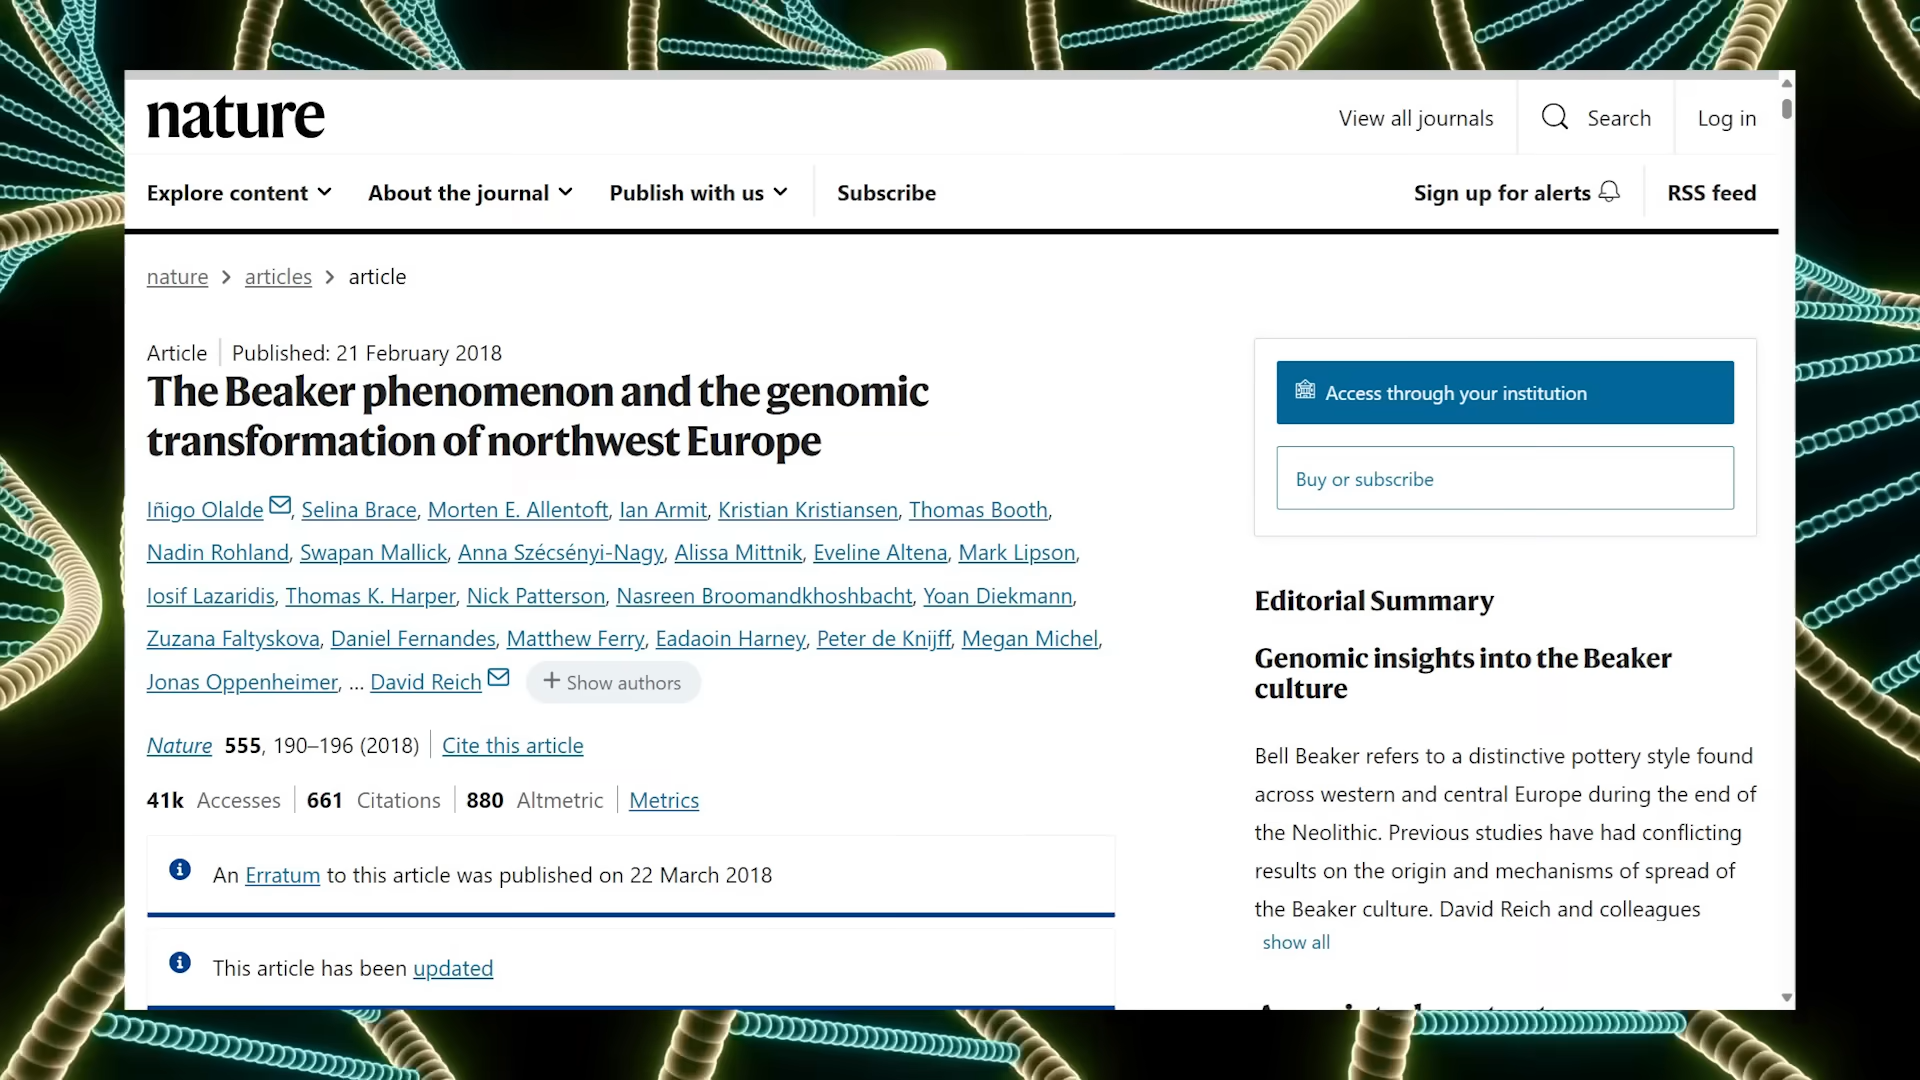 nature
View all journals
Search
Log in
Explore content
About the journal
Publish with us
Subscribe
Sign up for alerts
RSS feed
nature > articles > article
Article | Published: 21 February 2018
The Beaker phenomenon and the genomic
transformation of northwest Europe
Iñigo Olalde, Selina Brace, Morten E. Allentoft, Ian Armit, Kristian Kristiansen, Thomas Booth,
Nadin Rohland, Swapan Mallick, Anna Szécsényi-Nagy, Alissa Mittnik, Eveline Altena, Mark Lipson,
Iosif Lazaridis, Thomas K. Harper, Nick Patterson, Nasreen Broomandkhoshbacht, Yoan Diekmann,
Zuzana Faltyskova, Daniel Fernandes, Matthew Ferry, Eadaoin Harney, Peter de Knijff, Megan Michel,
Jonas Oppenheimer, ... David Reich + Show authors
Nature 555, 190–196 (2018) | Cite this article
41k Accesses | 661 Citations | 880 Altmetric | Metrics
An Erratum to this article was published on 22 March 2018
This article has been updated
Access through your institution
Buy or subscribe
Editorial Summary
Genomic insights into the Beaker
culture
Bell Beaker refers to a distinctive pottery style found
across western and central Europe during the end of
the Neolithic. Previous studies have had conflicting
results on the origin and mechanisms of spread of
the Beaker culture. David Reich and colleagues
show all